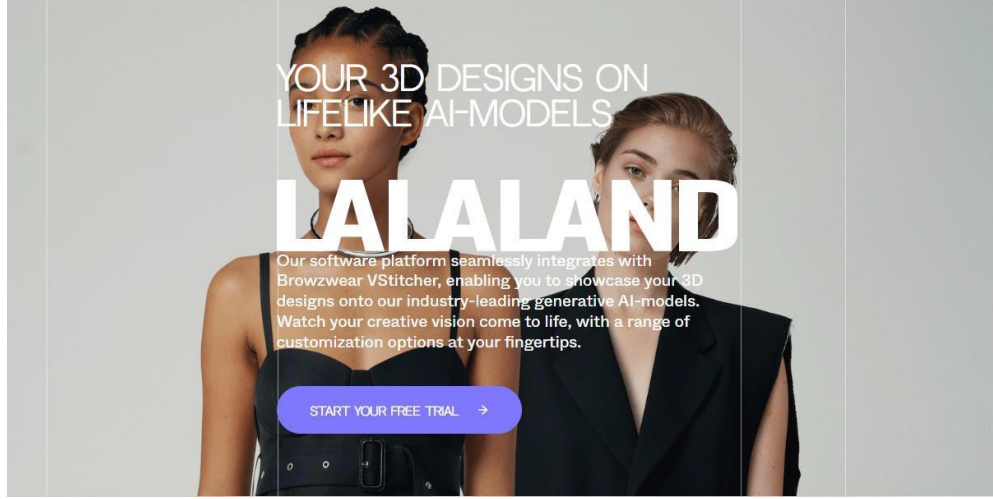 YOUR 3D DESIGNS ON
LIFELIKE AI-MODELS
LALALAND
Our software platform seamlessly integrates with
Browzwear VStitcher, enabling you to showcase your 3D
designs onto our industry-leading generative AI-models.
Watch your creative vision come to life, with a range of
customization options at your fingertips.
START YOUR FREE TRIAL →